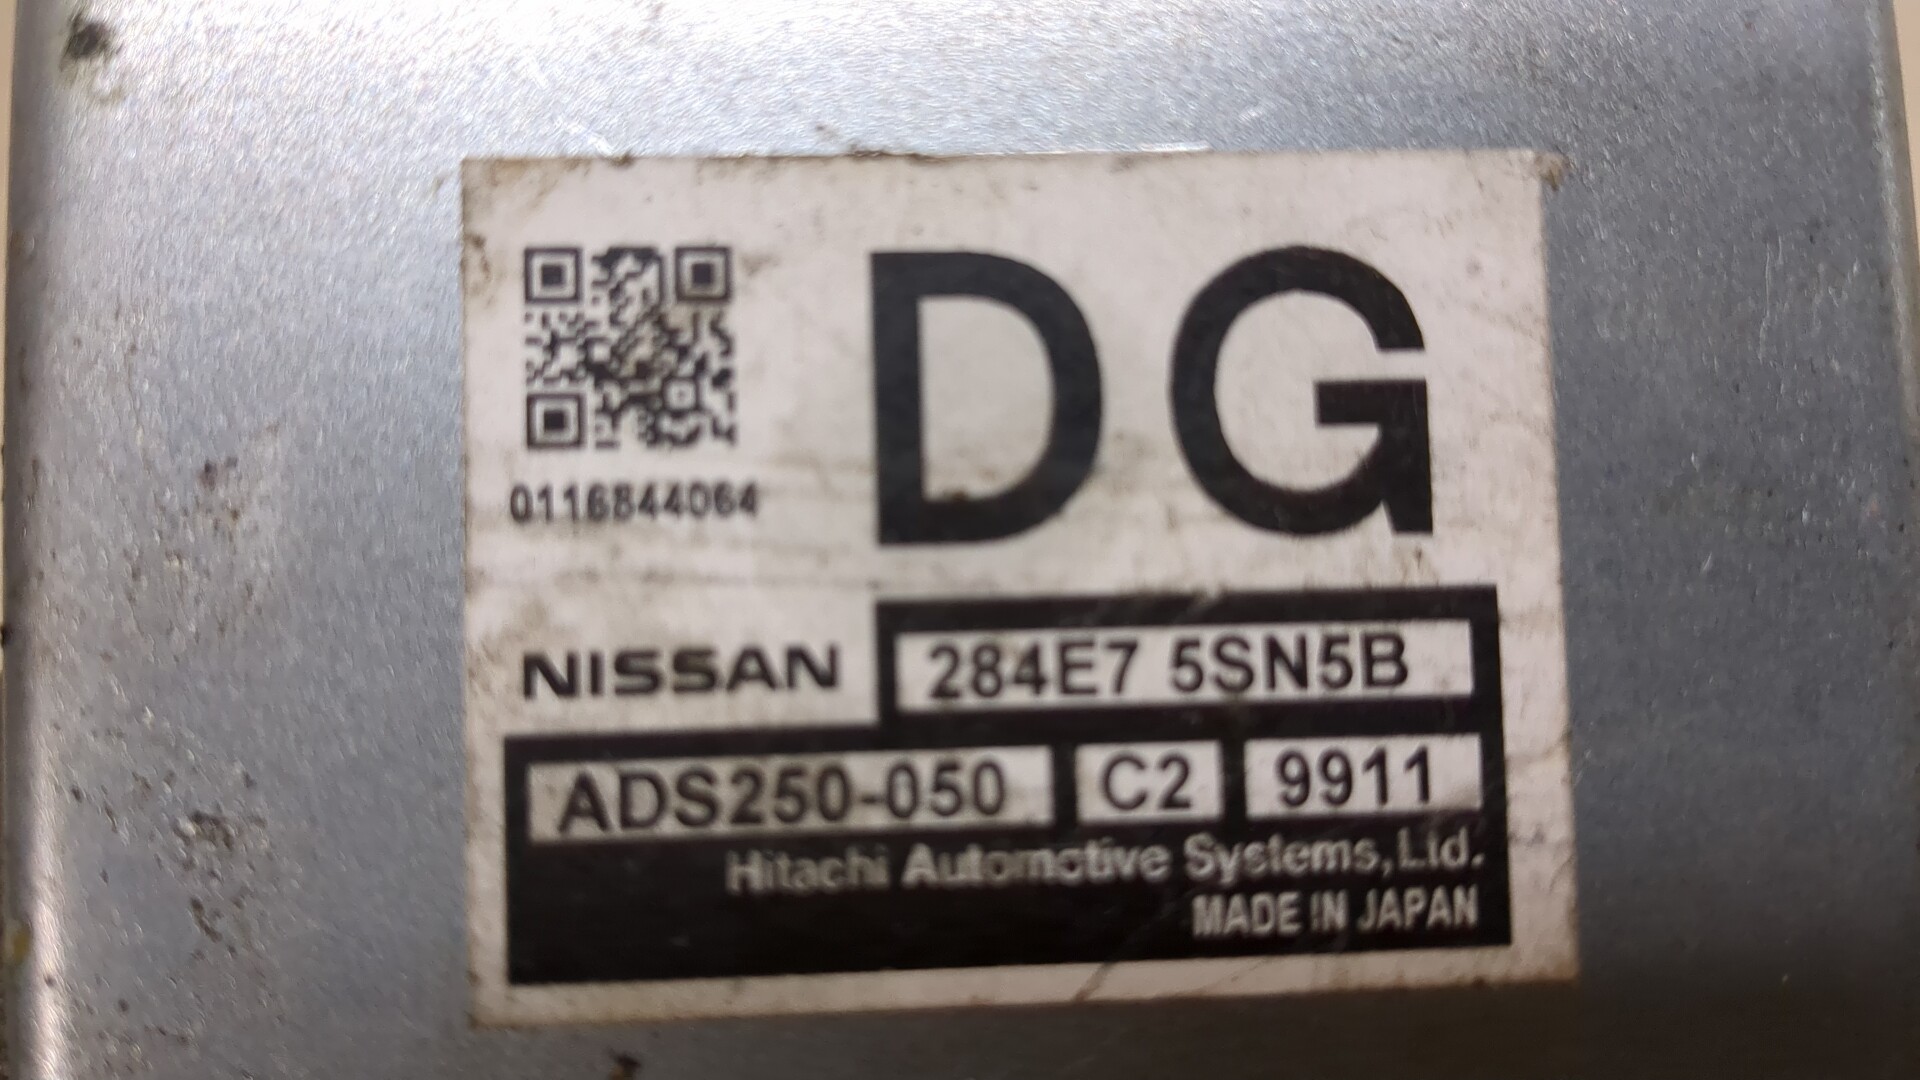 DG
0116844064
NISSAN 284E7 5SN5B
ADS250-050 C2 9911
Hitachi Automotive Systems, Ltd.
MADE IN JAPAN